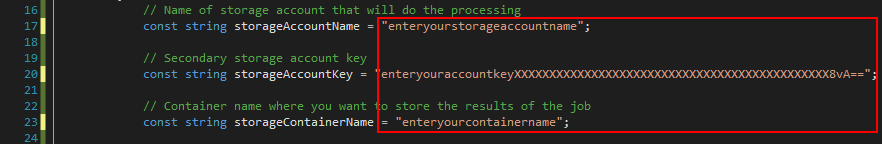 16 // Name of storage account that will do the processing
17 const string storageAccountName = "enteryourstorageaccountname";
18
19 // Secondary storage account key
20 const string storageAccountKey = "enteryouraccountkeyXXXXXXXXXXXXXXXXXXXXXXXXXXXXXXXXXXXXXXXXXXXXX8vA==";
21
22 // Container name where you want to store the results of the job
23 const string storageContainerName = "enteryourcontainername";
24